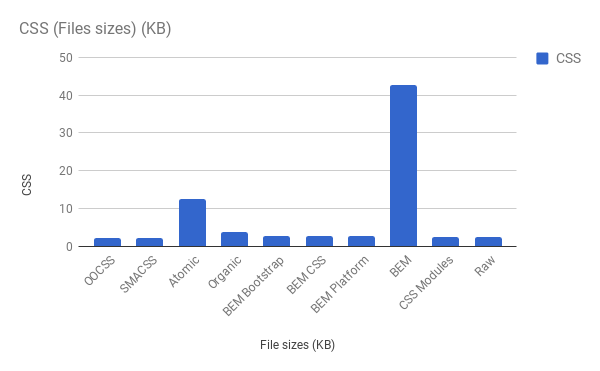 CSS (Files sizes) (KB)
CSS
50
40
30
20
10
0
CSS
OOCSS
SMACSS
Atomic
Organic
BEM Bootstrap
BEM CSS
BEM Platform
BEM
CSS Modules
Raw
File sizes (KB)